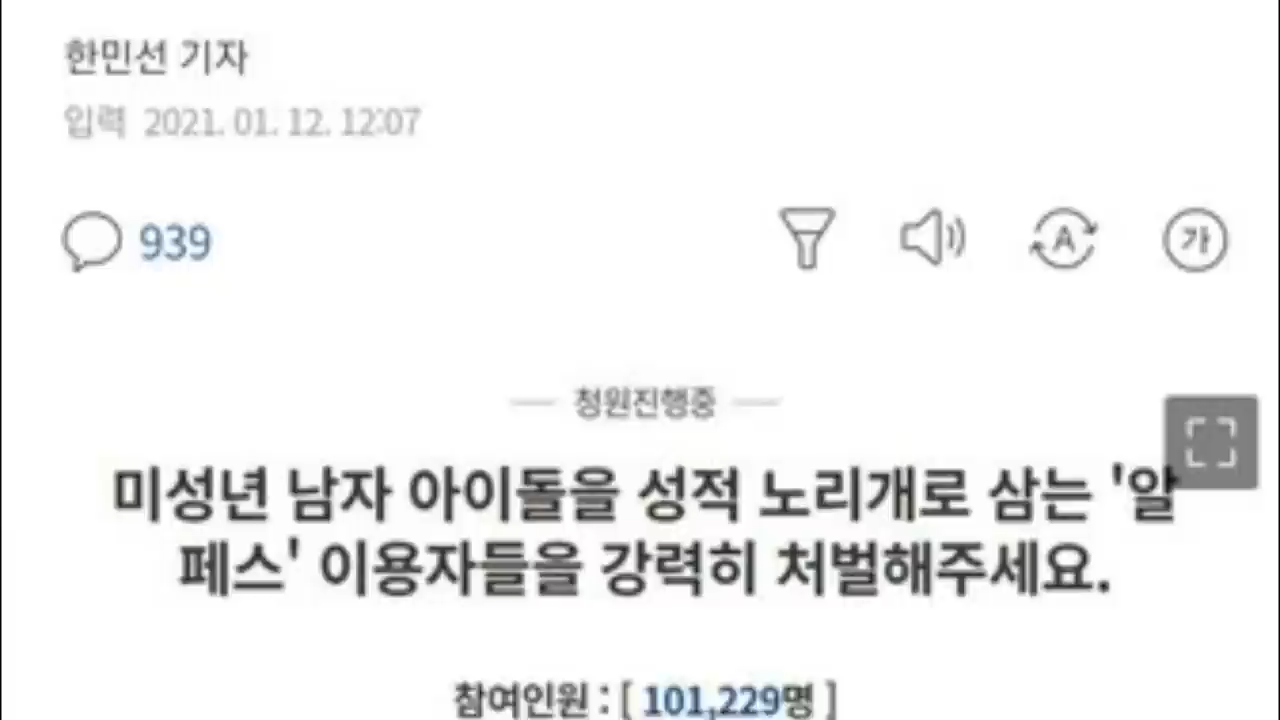 한민선 기자
입력 2021. 01. 12. 12:07
939
A
가
청원진행중
미성년 남자 아이돌을 성적 노리개로 삼는 '알
페스' 이용자들을 강력히 처벌해주세요.
참여인원 : [ 101,229명 ]